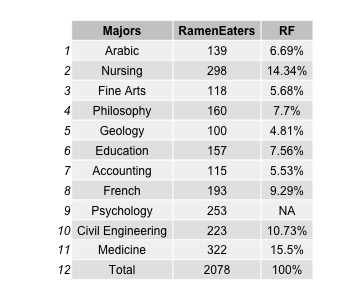 Majors RamenEaters RF
1 Arabic 139 6.69%
2 Nursing 298 14.34%
3 Fine Arts 118 5.68%
4 Philosophy 160 7.7%
5 Geology 100 4.81%
6 Education 157 7.56%
7 Accounting 115 5.53%
8 French 193 9.29%
9 Psychology 253 NA
10 Civil Engineering 223 10.73%
11 Medicine 322 15.5%
12 Total 2078 100%